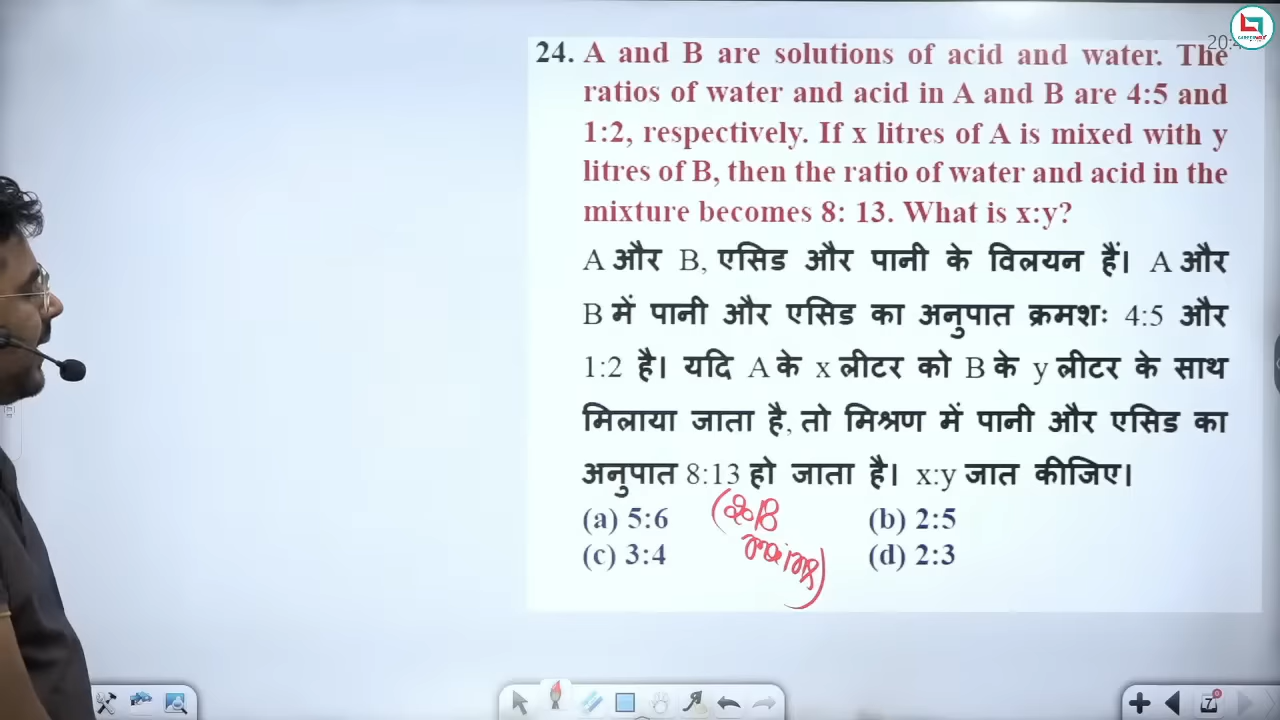 24. A and B are solutions of acid and water. The
ratios of water and acid in A and B are 4:5 and
1:2, respectively. If x litres of A is mixed with y
litres of B, then the ratio of water and acid in the
mixture becomes 8: 13. What is x:y?
A और B, एसिड और पानी के विलयन हैं। A और
B में पानी और एसिड का अनुपात क्रमशः 4:5 और
1:2 है। यदि A के x लीटर को B के y लीटर के साथ
मिलाया जाता है, तो मिश्रण में पानी और एसिड का
अनुपात 8:13 हो जाता है। x:y जात कीजिए।
(a) 5:6 (b) 2:5
(c) 3:4 (d) 2:3
mains)